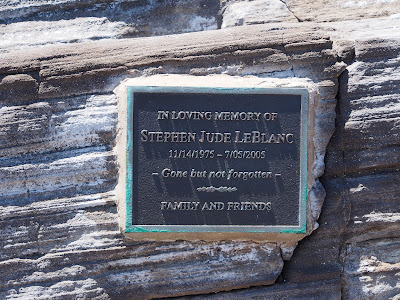 IN LOVING MEMORY OF
STEPHEN JUDE LEBLANC
11/14/1975 – 7/05/2005
– Gone but not forgotten –
FAMILY AND FRIENDS